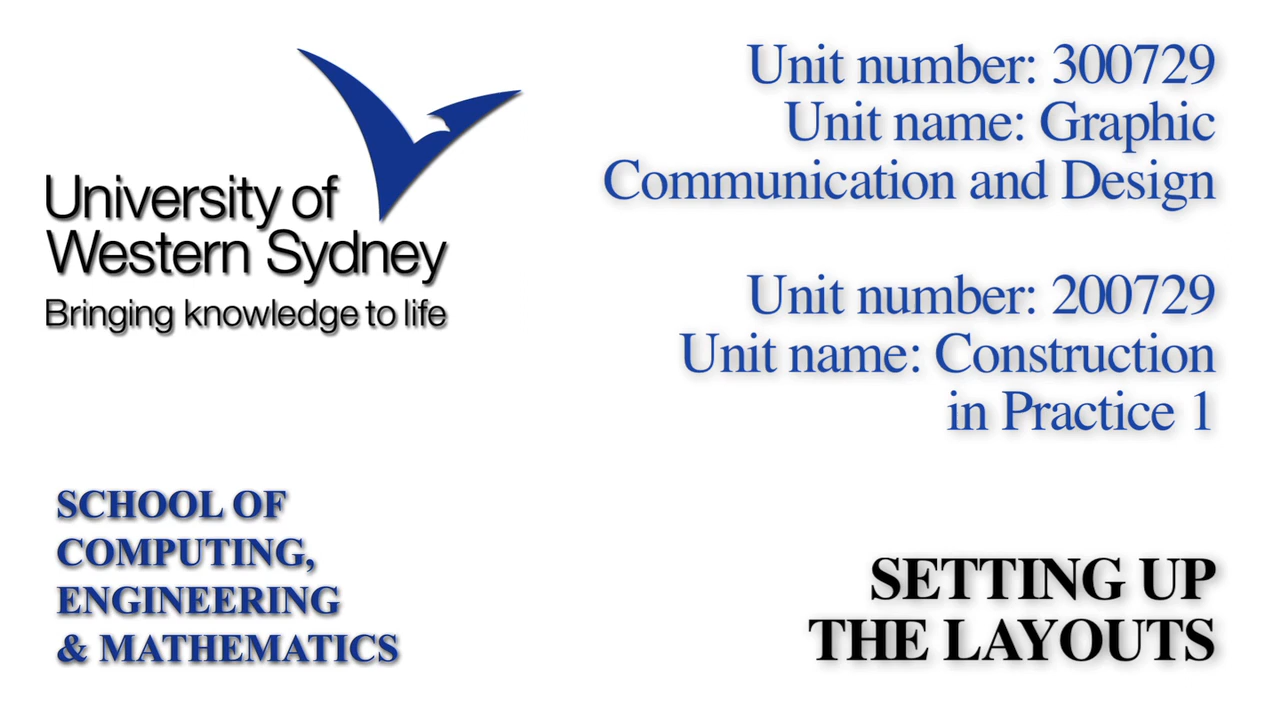 University of
Western Sydney
Bringing knowledge to life
SCHOOL OF
COMPUTING,
ENGINEERING
& MATHEMATICS
Unit number: 300729
Unit name: Graphic
Communication and Design
Unit number: 200729
Unit name: Construction
in Practice 1
SETTING UP
THE LAYOUTS